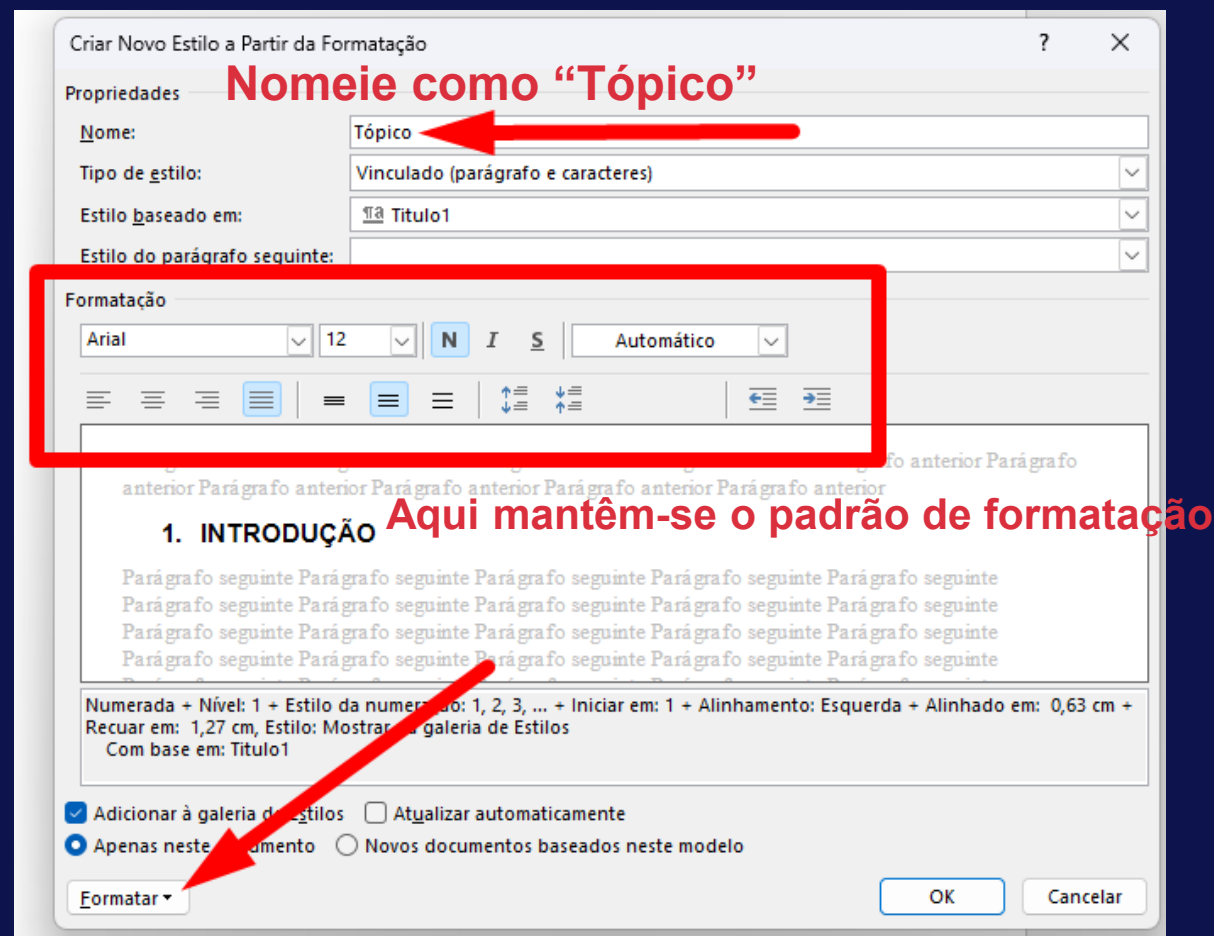 Criar Novo Estilo a Partir da Formatação ? ×
Nomeie como “Tópico”
Propriedades
Nome: Tópico
Tipo de estilo: Vinculado (parágrafo e caracteres)
Estilo baseado em: ¶a Titulo1
Estilo do parágrafo seguinte:
Formatação
Arial 12 N I S Automático
fo anterior Parágrafo
anterior Parágrafo anterior Parágrafo anterior Parágrafo anterior Parágrafo anterior
Aqui mantêm-se o padrão de formatação
1. INTRODUÇÃO
Parágrafo seguinte Parágrafo seguinte Parágrafo seguinte Parágrafo seguinte Parágrafo seguinte
Parágrafo seguinte Parágrafo seguinte Parágrafo seguinte Parágrafo seguinte Parágrafo seguinte
Parágrafo seguinte Parágrafo seguinte Parágrafo seguinte Parágrafo seguinte Parágrafo seguinte
Parágrafo seguinte Parágrafo seguinte Parágrafo seguinte Parágrafo seguinte Parágrafo seguinte
Numerada + Nível: 1 + Estilo da numeração: 1, 2, 3, ... + Iniciar em: 1 + Alinhamento: Esquerda + Alinhado em: 0,63 cm +
Recuar em: 1,27 cm, Estilo: Mostrar na galeria de Estilos
Com base em: Titulo1
Adicionar à galeria de estilos Atualizar automaticamente
Apenas neste documento Novos documentos baseados neste modelo
Formatar OK Cancelar